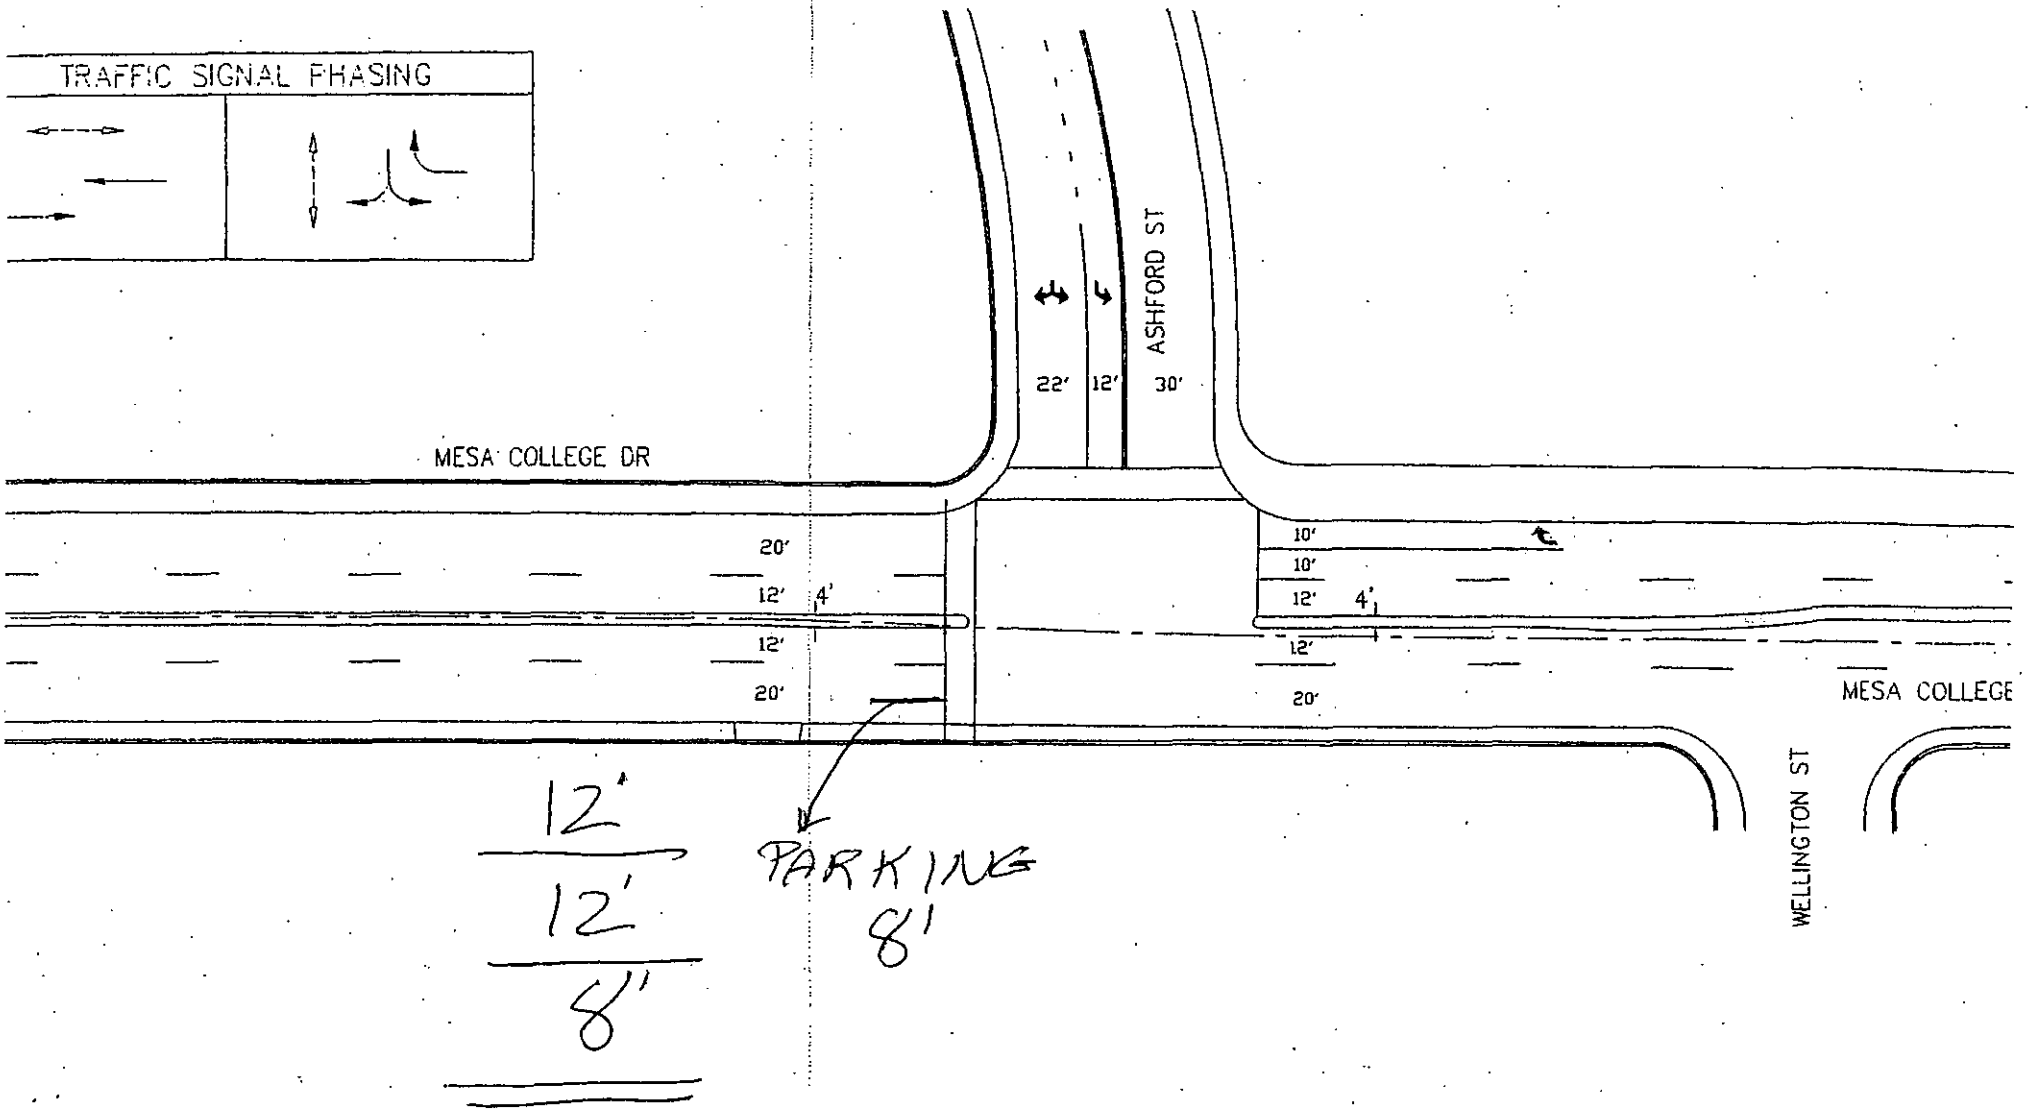 TRAFFIC SIGNAL PHASING
ASHFORD ST
22' 12' 30'
MESA COLLEGE DR
20'
12' 4'
12'
20'
10'
10'
12' 4'
12'
20'
MESA COLLEGE
WELLINGTON ST
12'
12'
8'
PARKING
8'